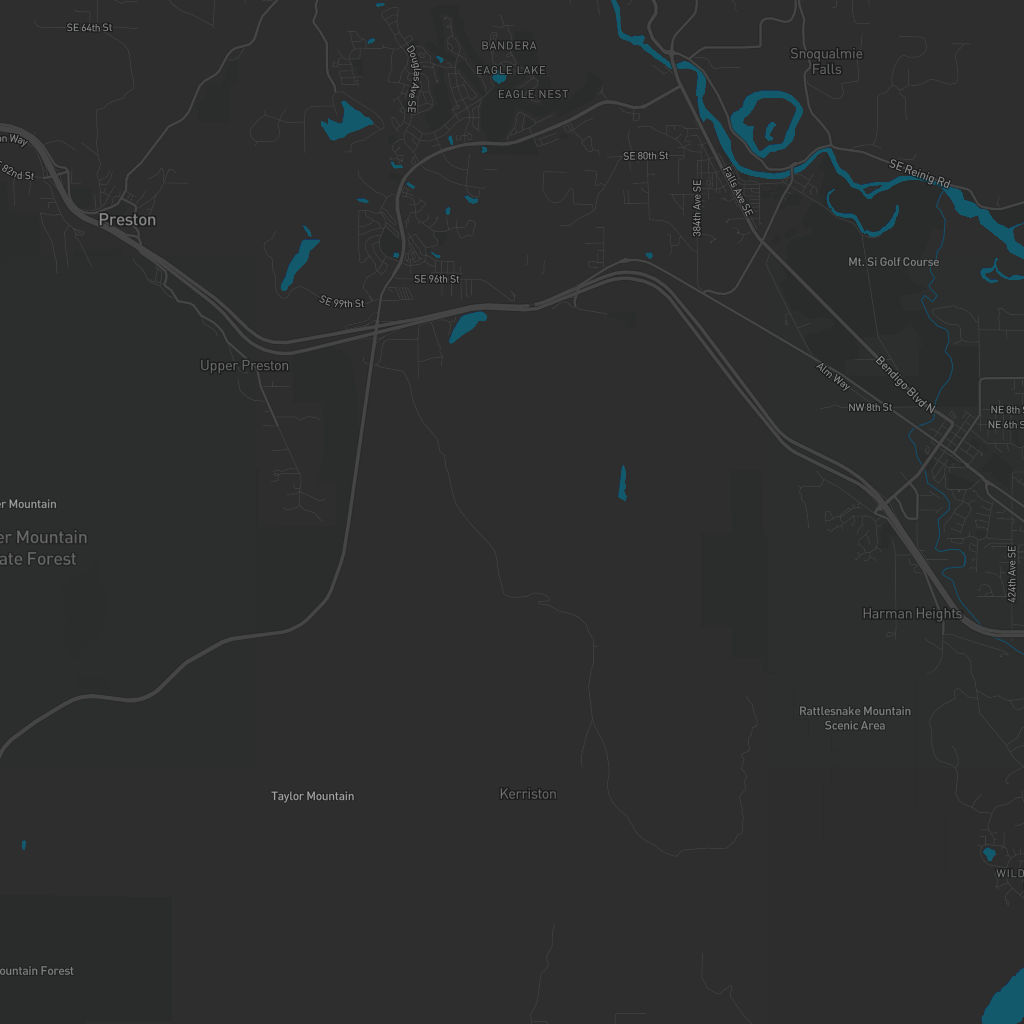 SE 64th St
Douglas Ave SE
BANDERA
EAGLE LAKE
EAGLE NEST
Snoqualmie
Falls
n Way
82nd St
SE 80th St
384th Ave SE
Falls Ave SE
SE Reinig Rd
Preston
Mt. Si Golf Course
SE 96th St
SE 99th St
Upper Preston
Alm Way
Bendigo Blvd N
NW 8th St
NE 8th S
NE 6th S
er Mountain
er Mountain
ate Forest
424th Ave SE
Harman Heights
Rattlesnake Mountain
Scenic Area
Taylor Mountain
Kerriston
WILD
ountain Forest